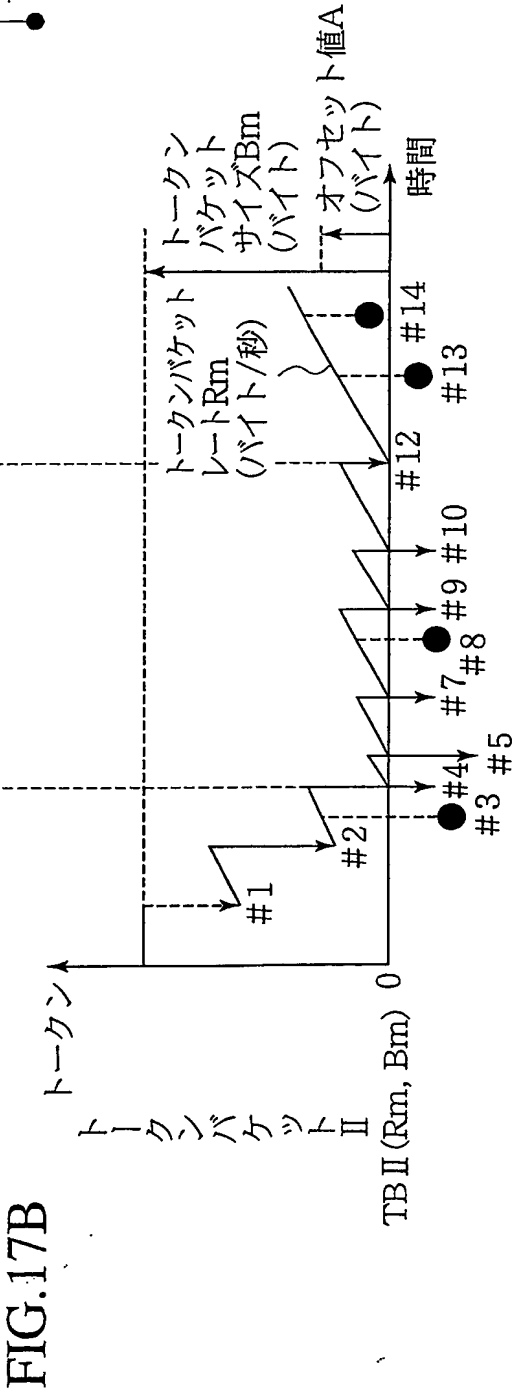 FIG.17B
トークンバケットⅡ
TBⅡ(Rm, Bm)
トークン
0
#1
#2
#3
#4
#5
#7
#8
#9
#10
#12
#13
#14
トークンバケット
レートRm
(バイト/秒)
トークン
バケット
サイズBm
(バイト)
オフセット値A
(バイト)
時間